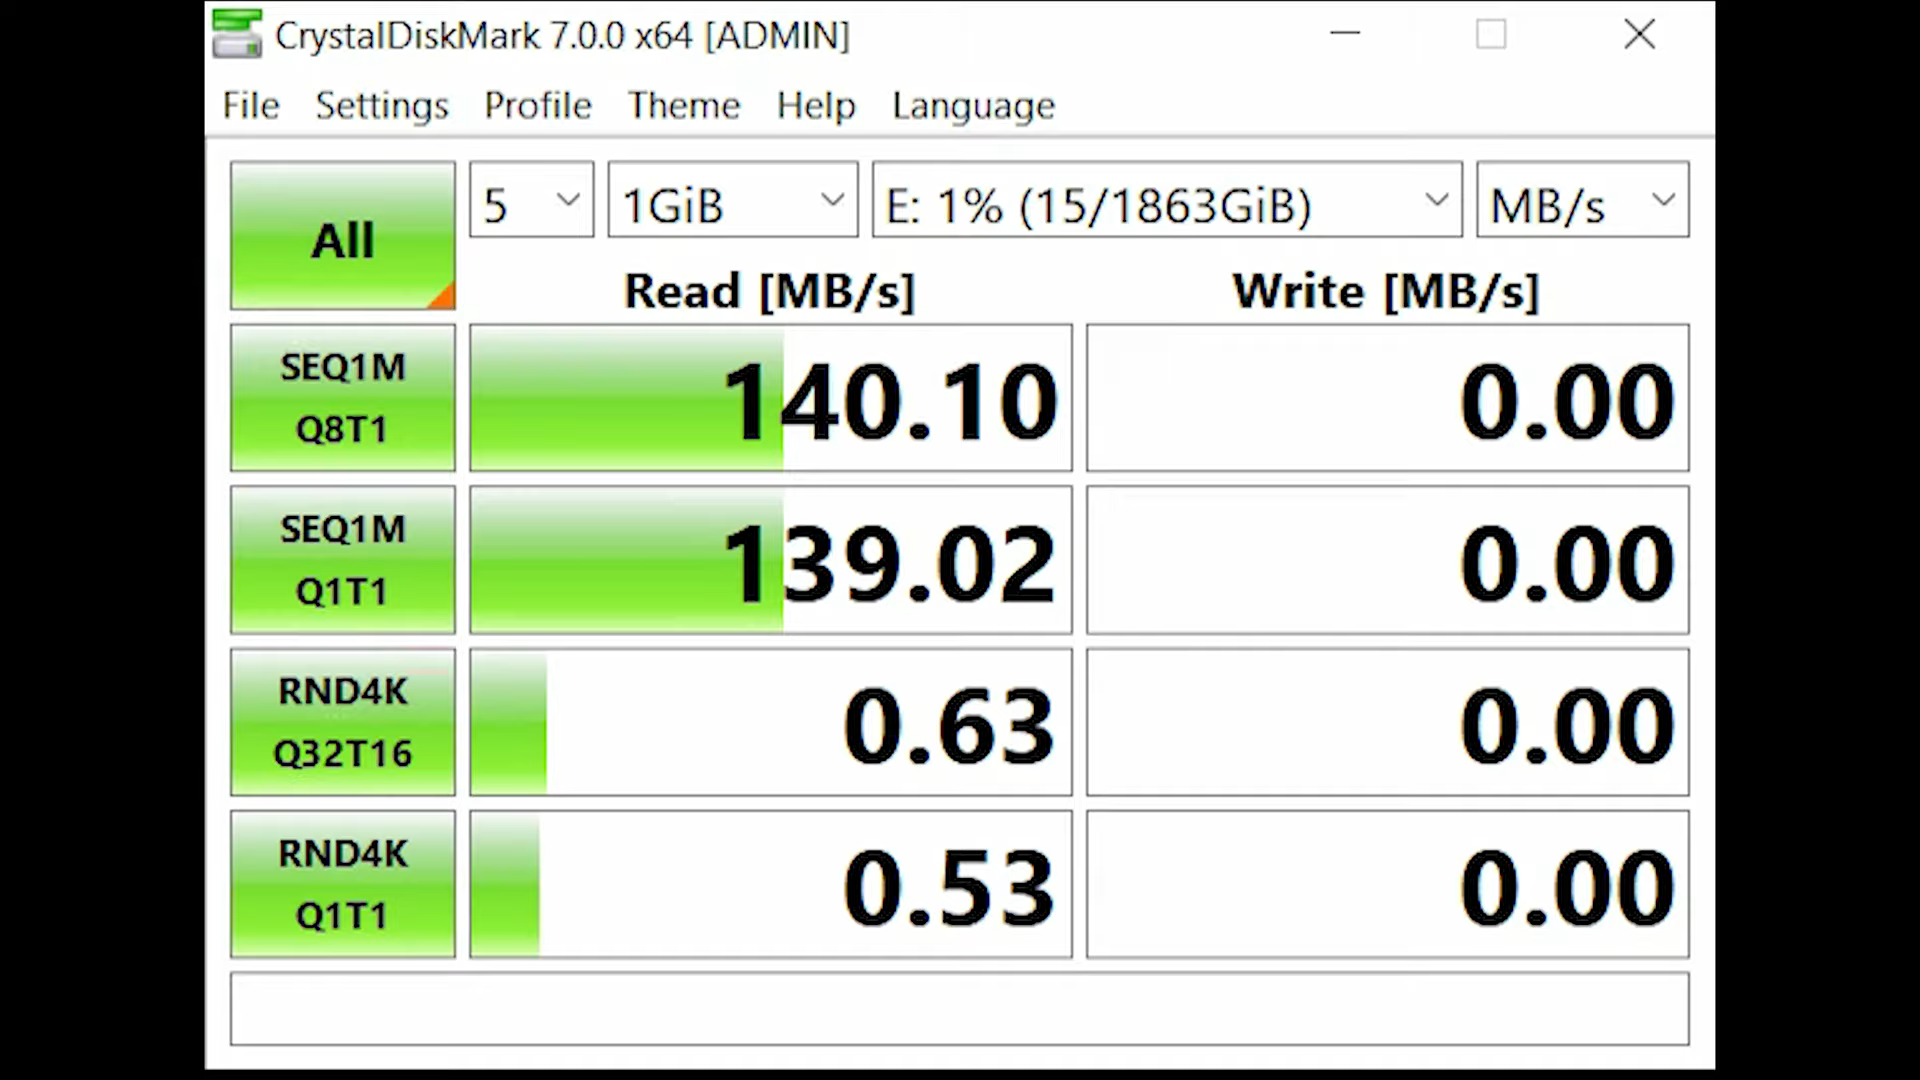 CrystalDiskMark 7.0.0 x64 [ADMIN]
File Settings Profile Theme Help Language
All 5 1GiB E: 1% (15/1863GiB) MB/s
Read [MB/s] Write [MB/s]
SEQ1M
Q8T1
140.10 0.00
SEQ1M
Q1T1
139.02 0.00
RND4K
Q32T16
0.63 0.00
RND4K
Q1T1
0.53 0.00